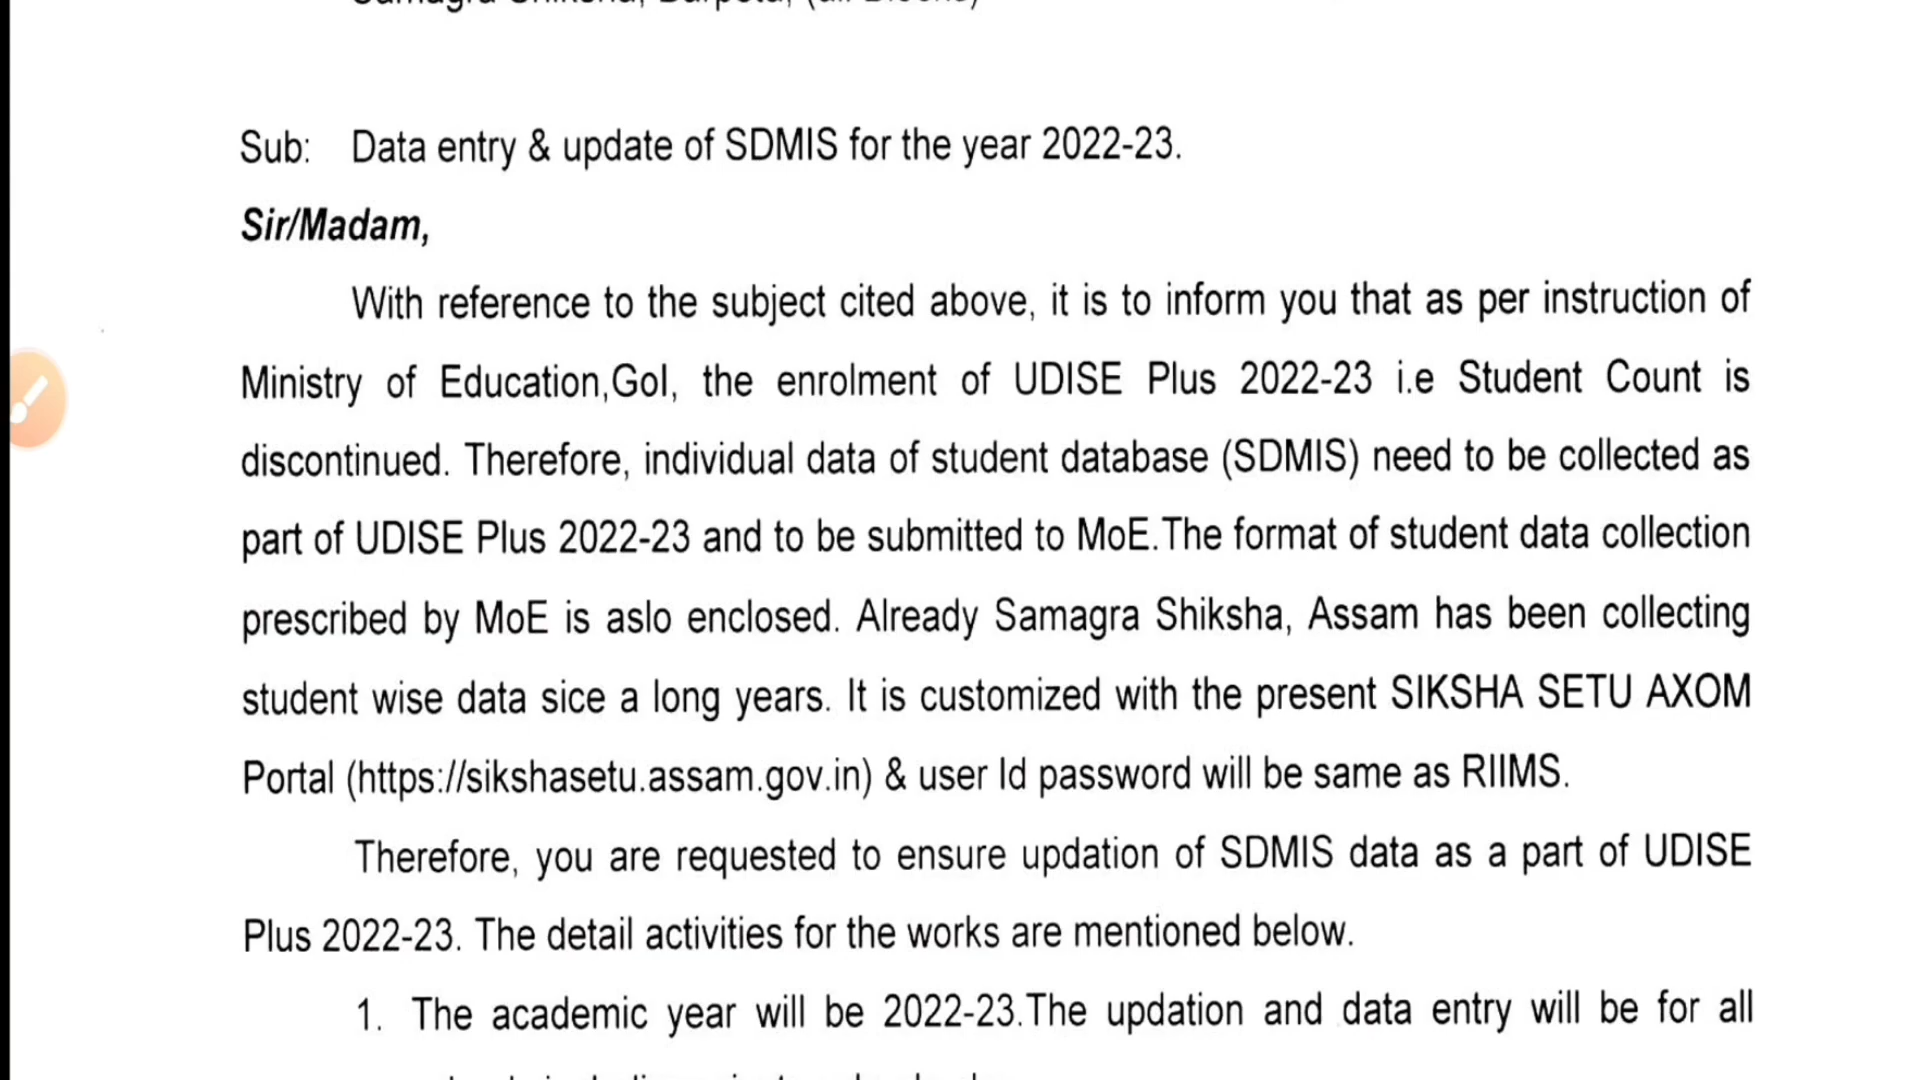 Samagra Shiksha, Barpeta, (all Blocks)
Sub: Data entry & update of SDMIS for the year 2022-23.
Sir/Madam,
With reference to the subject cited above, it is to inform you that as per instruction of
Ministry of Education,GoI, the enrolment of UDISE Plus 2022-23 i.e Student Count is
discontinued. Therefore, individual data of student database (SDMIS) need to be collected as
part of UDISE Plus 2022-23 and to be submitted to MoE.The format of student data collection
prescribed by MoE is aslo enclosed. Already Samagra Shiksha, Assam has been collecting
student wise data sice a long years. It is customized with the present SIKSHA SETU AXOM
Portal (https://sikshasetu.assam.gov.in) & user Id password will be same as RIIMS.
Therefore, you are requested to ensure updation of SDMIS data as a part of UDISE
Plus 2022-23. The detail activities for the works are mentioned below.
1. The academic year will be 2022-23.The updation and data entry will be for all